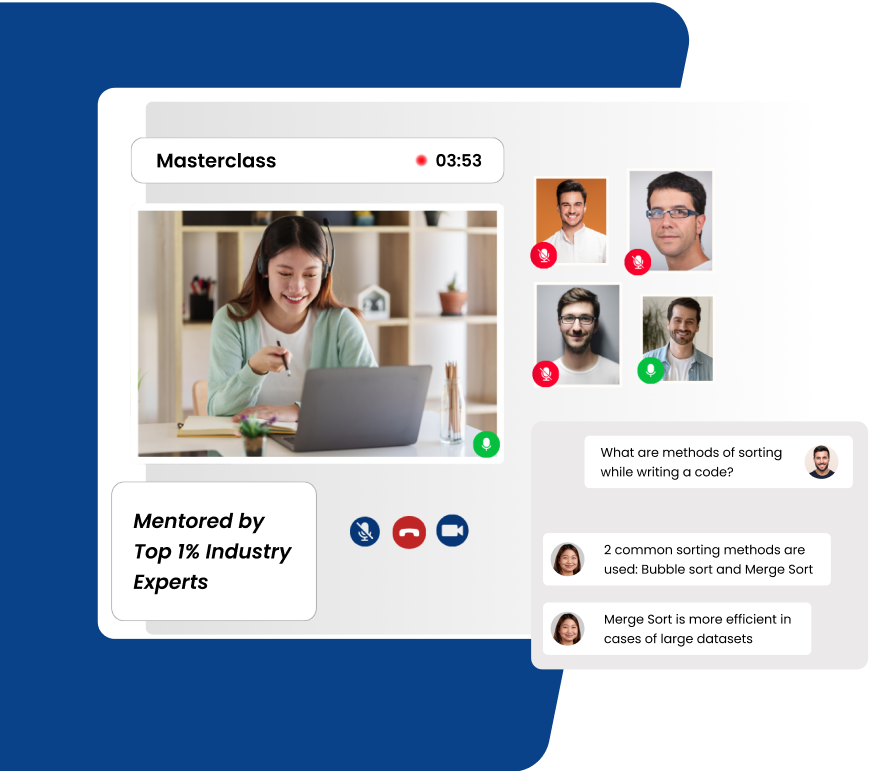 Masterclass
03:53
Mentored by
Top 1% Industry
Experts
What are methods of sorting
while writing a code?
2 common sorting methods are
used: Bubble sort and Merge Sort
Merge Sort is more efficient in
cases of large datasets